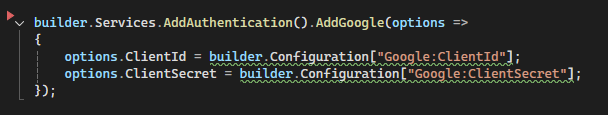 builder.Services.AddAuthentication().AddGoogle(options =>
{
    options.ClientId = builder.Configuration["Google:ClientId"];
    options.ClientSecret = builder.Configuration["Google:ClientSecret"];
});